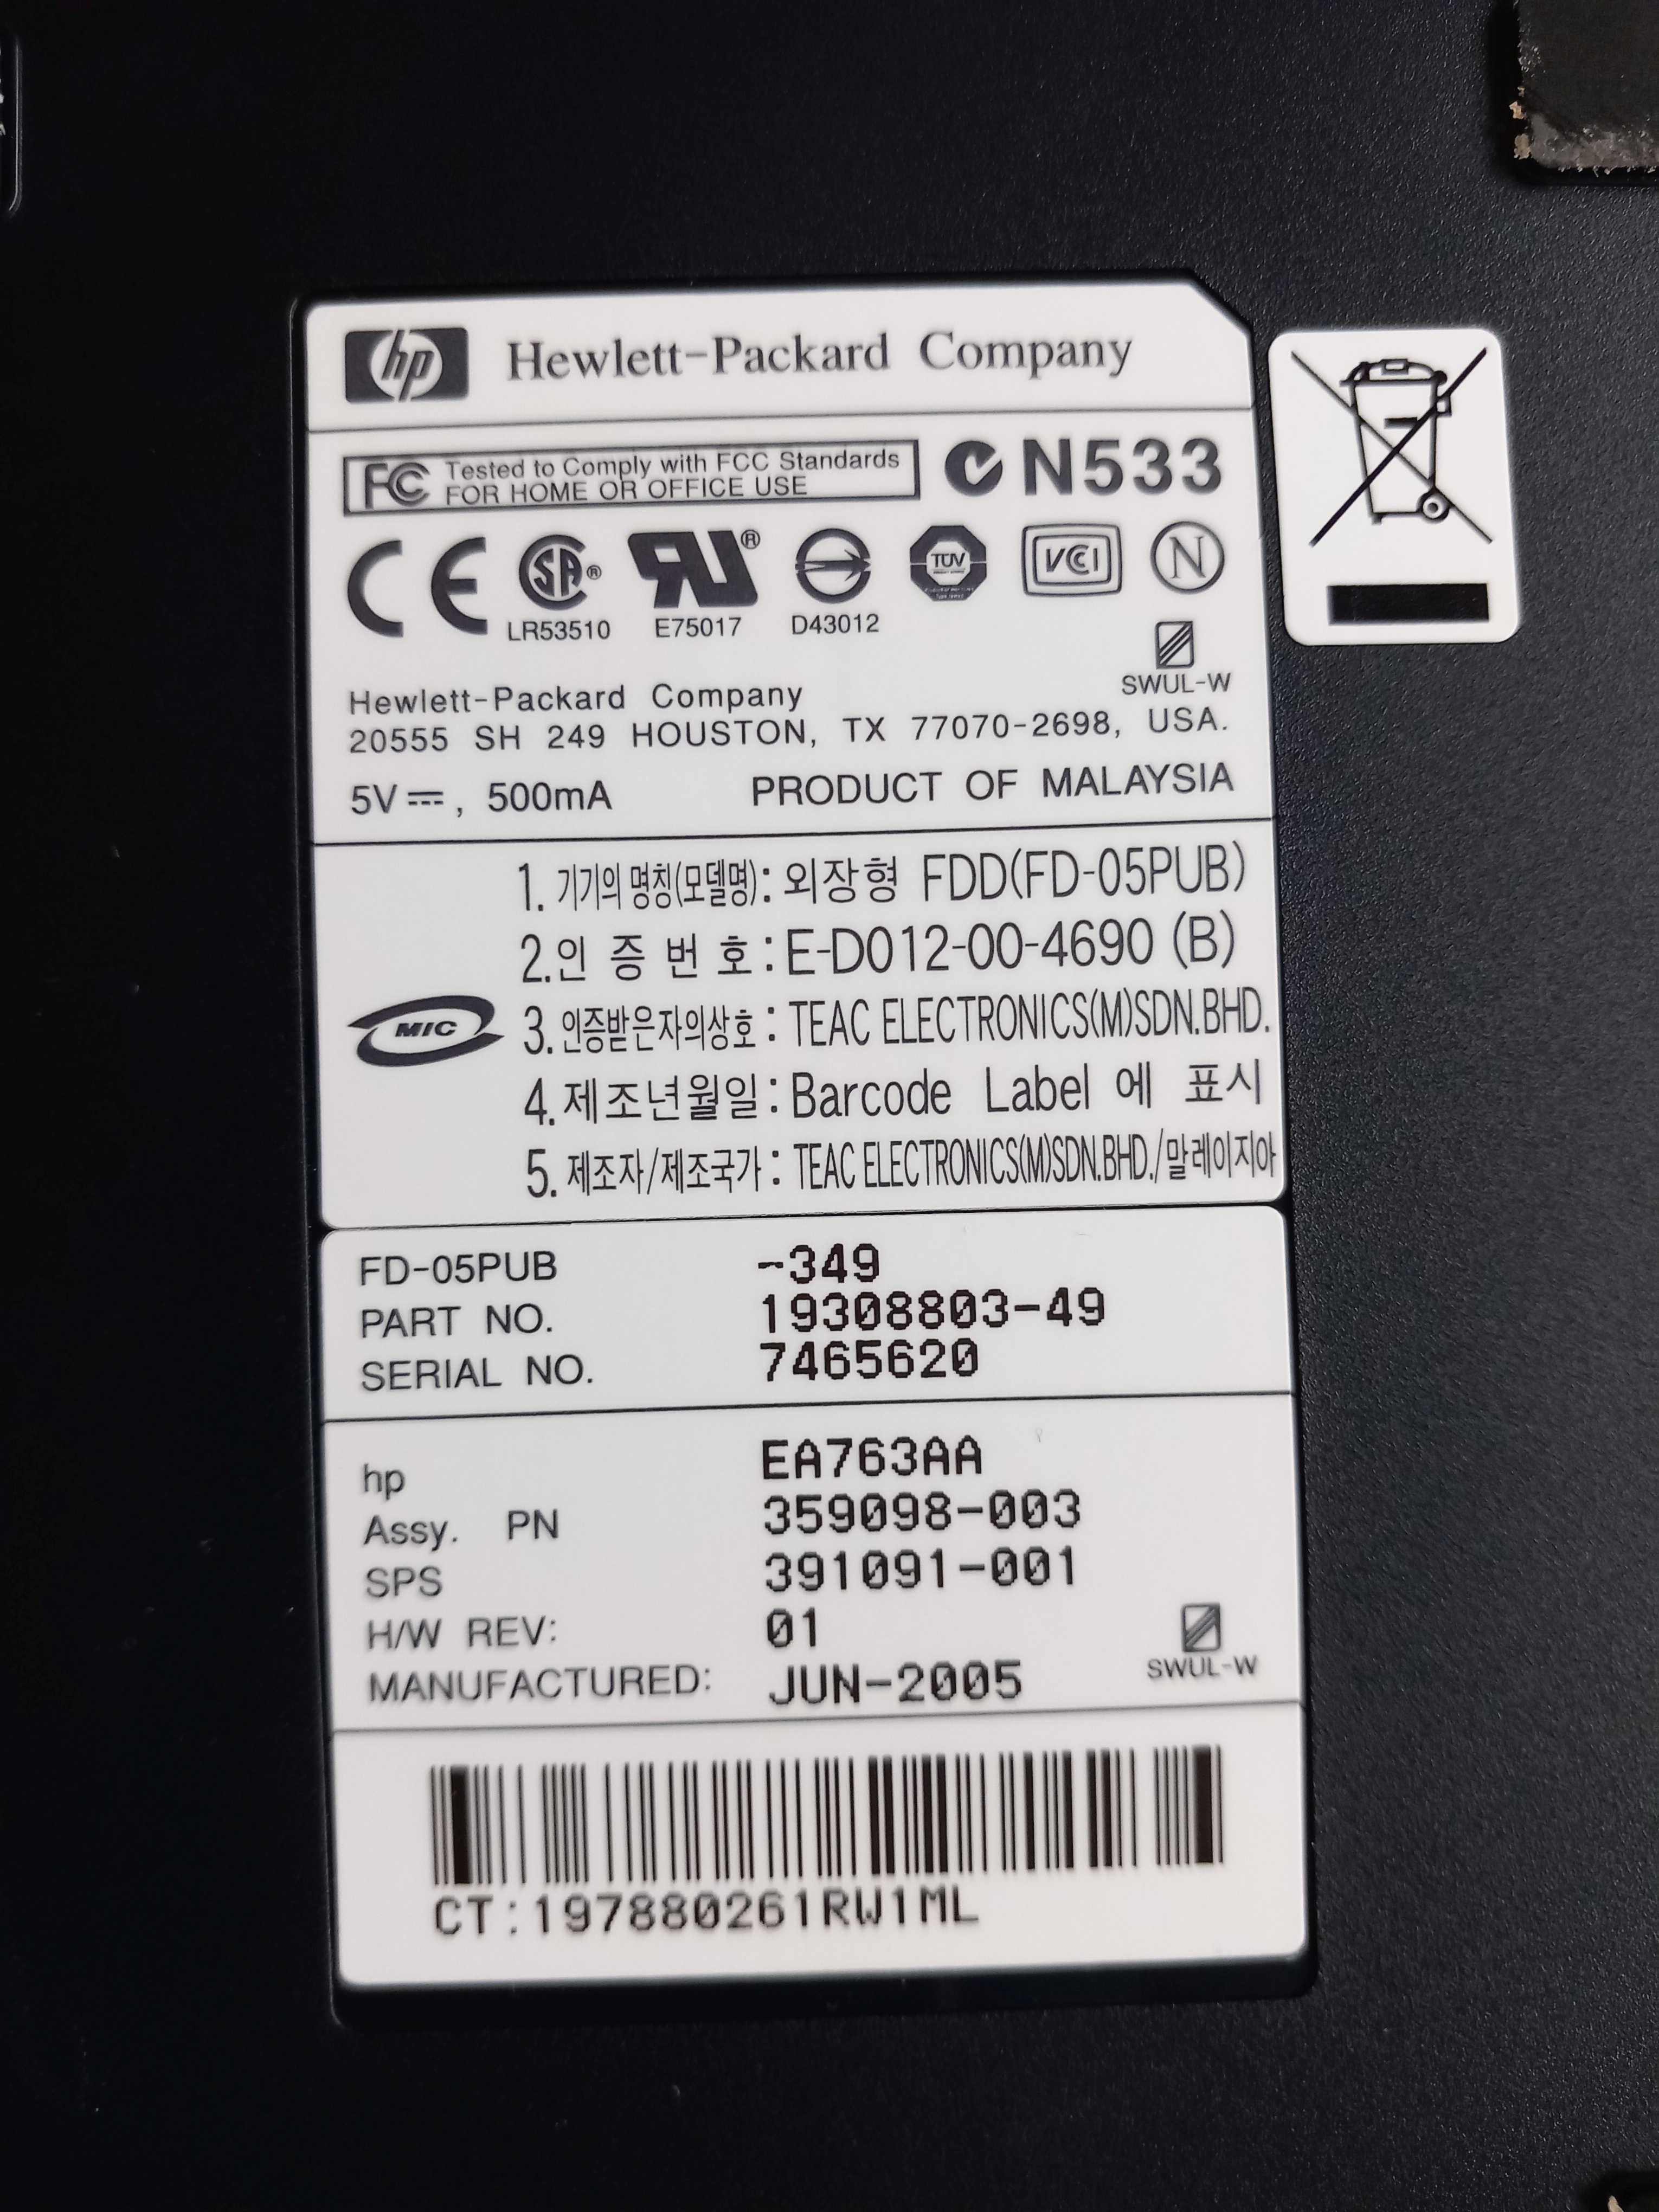 hp Hewlett-Packard Company
FC Tested to Comply with FCC Standards
FOR HOME OR OFFICE USE
N533
CE SA® UR® TÜV VCI N
LR53510 E75017 D43012
SWUL-W
Hewlett-Packard Company
20555 SH 249 HOUSTON, TX 77070-2698, USA.
5V⎓, 500mA PRODUCT OF MALAYSIA
MIC
1. 기기의 명칭(모델명): 외장형 FDD(FD-05PUB)
2.인 증 번 호:E-D012-00-4690 (B)
3.인증받은자의상호: TEAC ELECTRONICS(M)SDN.BHD.
4.제조년월일:Barcode Label 에 표시
5. 제조자/제조국가: TEAC ELECTRONICS(M)SDN.BHD./말레이지아
FD-05PUB -349
PART NO. 19308803-49
SERIAL NO. 7465620
hp EA763AA
Assy. PN 359098-003
SPS 391091-001
H/W REV: 01
MANUFACTURED: JUN-2005
SWUL-W
CT:197880261RW1ML